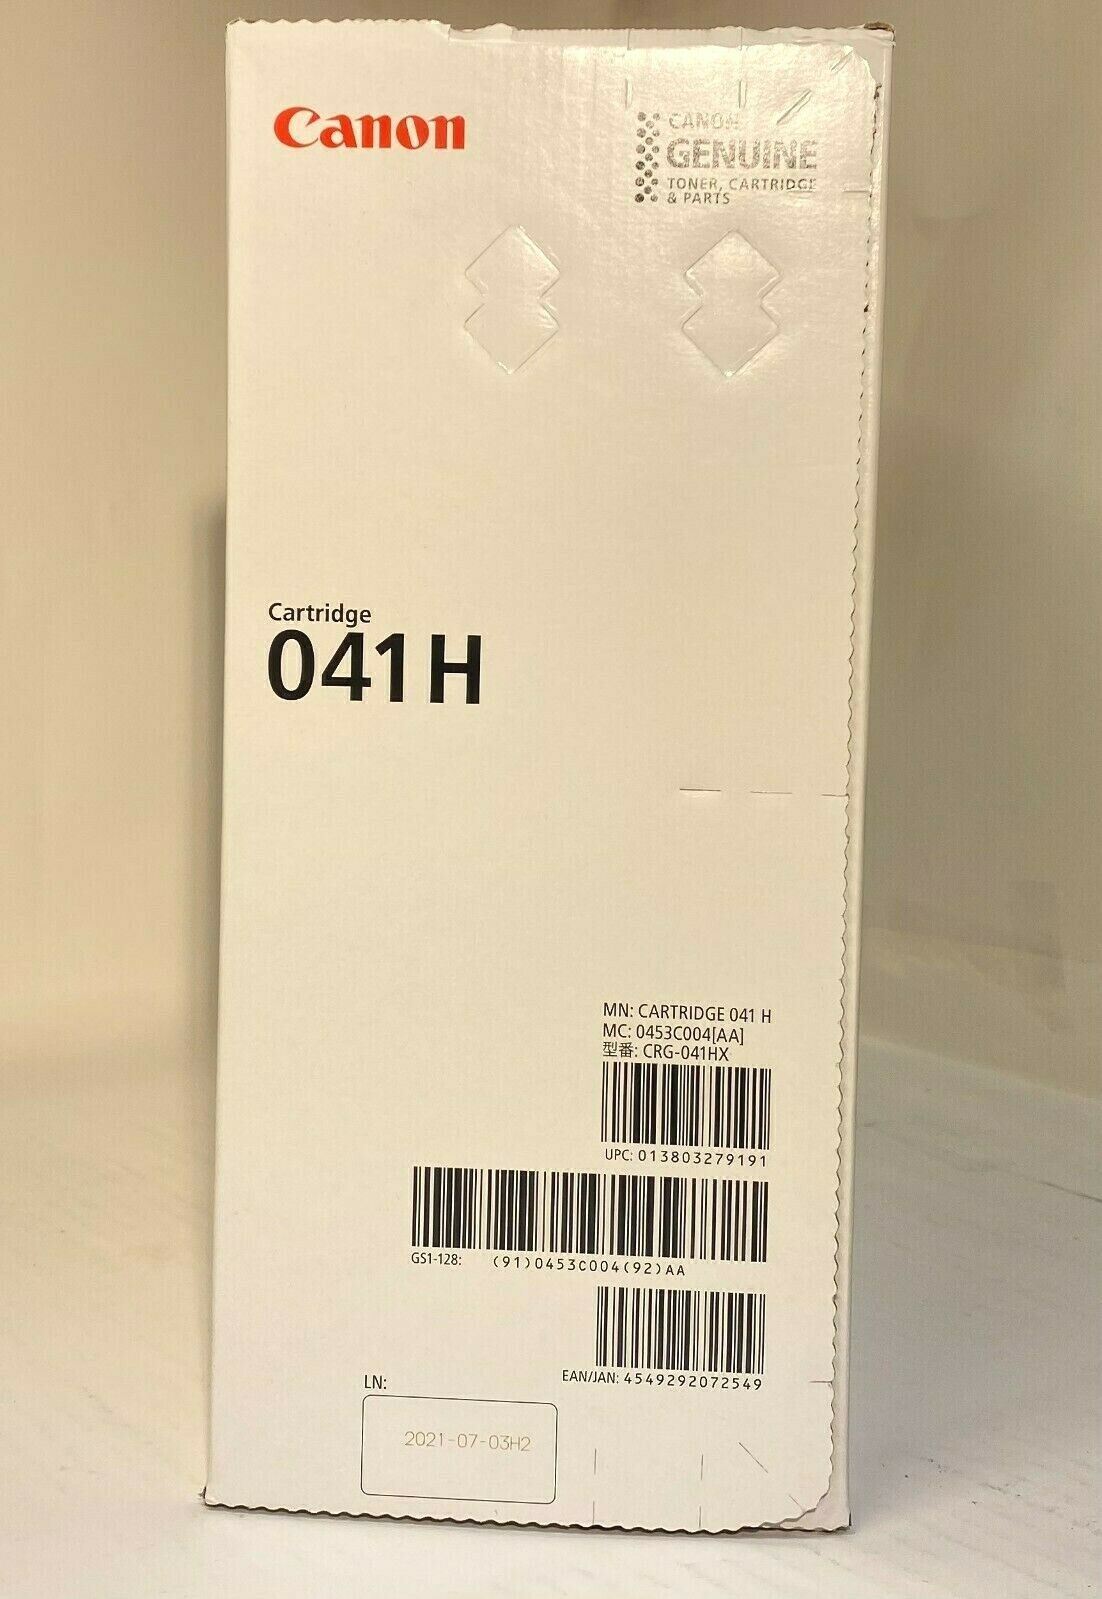 Canon
CANON
GENUINE
TONER, CARTRIDGE
& PARTS
Cartridge
041H
MN: CARTRIDGE 041 H
MC: 0453C004[AA]
型番: CRG-041HX
UPC: 013803279191
GS1-128: (91)0453C004(92)AA
EAN/JAN: 4549292072549
LN:
2021-07-03H2